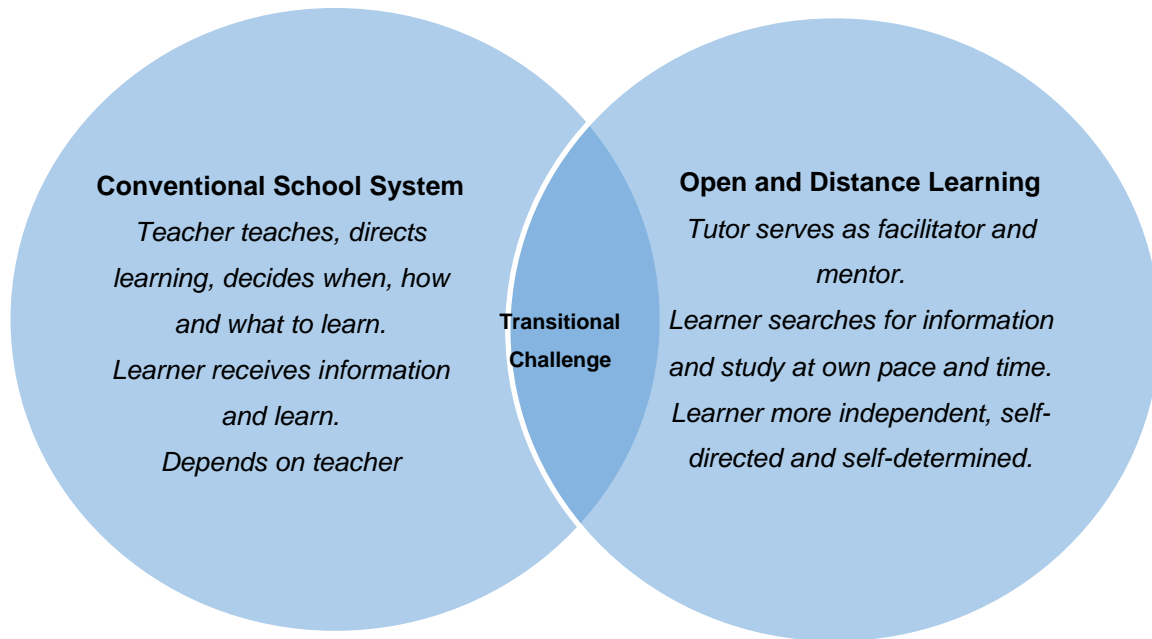 Conventional School System
Teacher teaches, directs
learning, decides when, how
and what to learn.
Learner receives information
and learn.
Depends on teacher
Transitional
Challenge
Open and Distance Learning
Tutor serves as facilitator and
mentor.
Learner searches for information
and study at own pace and time.
Learner more independent, self-
directed and self-determined.